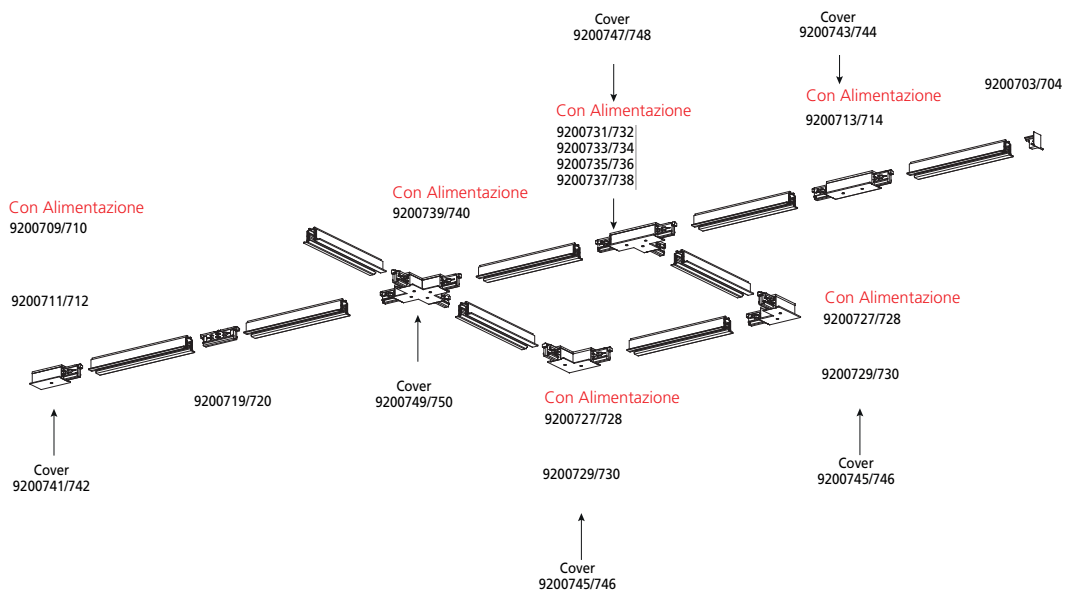 Cover
9200747/748
Cover
9200743/744
9200703/704
Con Alimentazione
9200713/714
Con Alimentazione
9200731/732
9200733/734
9200735/736
9200737/738
Con Alimentazione
9200739/740
Con Alimentazione
9200709/710
9200711/712
Con Alimentazione
9200727/728
9200729/730
9200719/720
Cover
9200749/750
Con Alimentazione
9200727/728
9200729/730
Cover
9200741/742
Cover
9200745/746
Cover
9200745/746